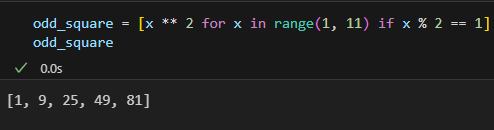 odd_square = [x ** 2 for x in range(1, 11) if x % 2 == 1]
odd_square
✓ 0.0s
[1, 9, 25, 49, 81]